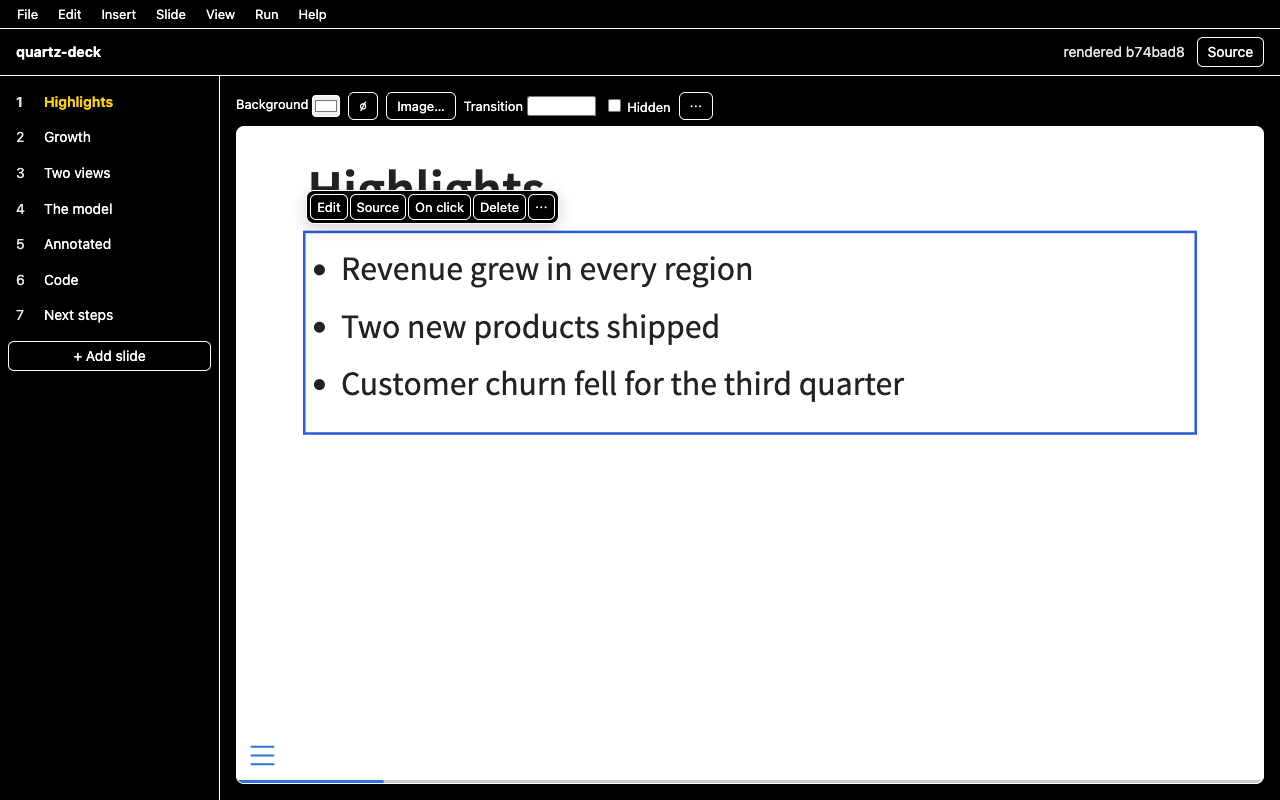 File Edit Insert Slide View Run Help
quartz-deck
rendered b74bad8 Source
1 Highlights
2 Growth
3 Two views
4 The model
5 Annotated
6 Code
7 Next steps
+ Add slide
Background ø Image... Transition Hidden ...
Highlights
Edit Source On click Delete ...
• Revenue grew in every region
• Two new products shipped
• Customer churn fell for the third quarter